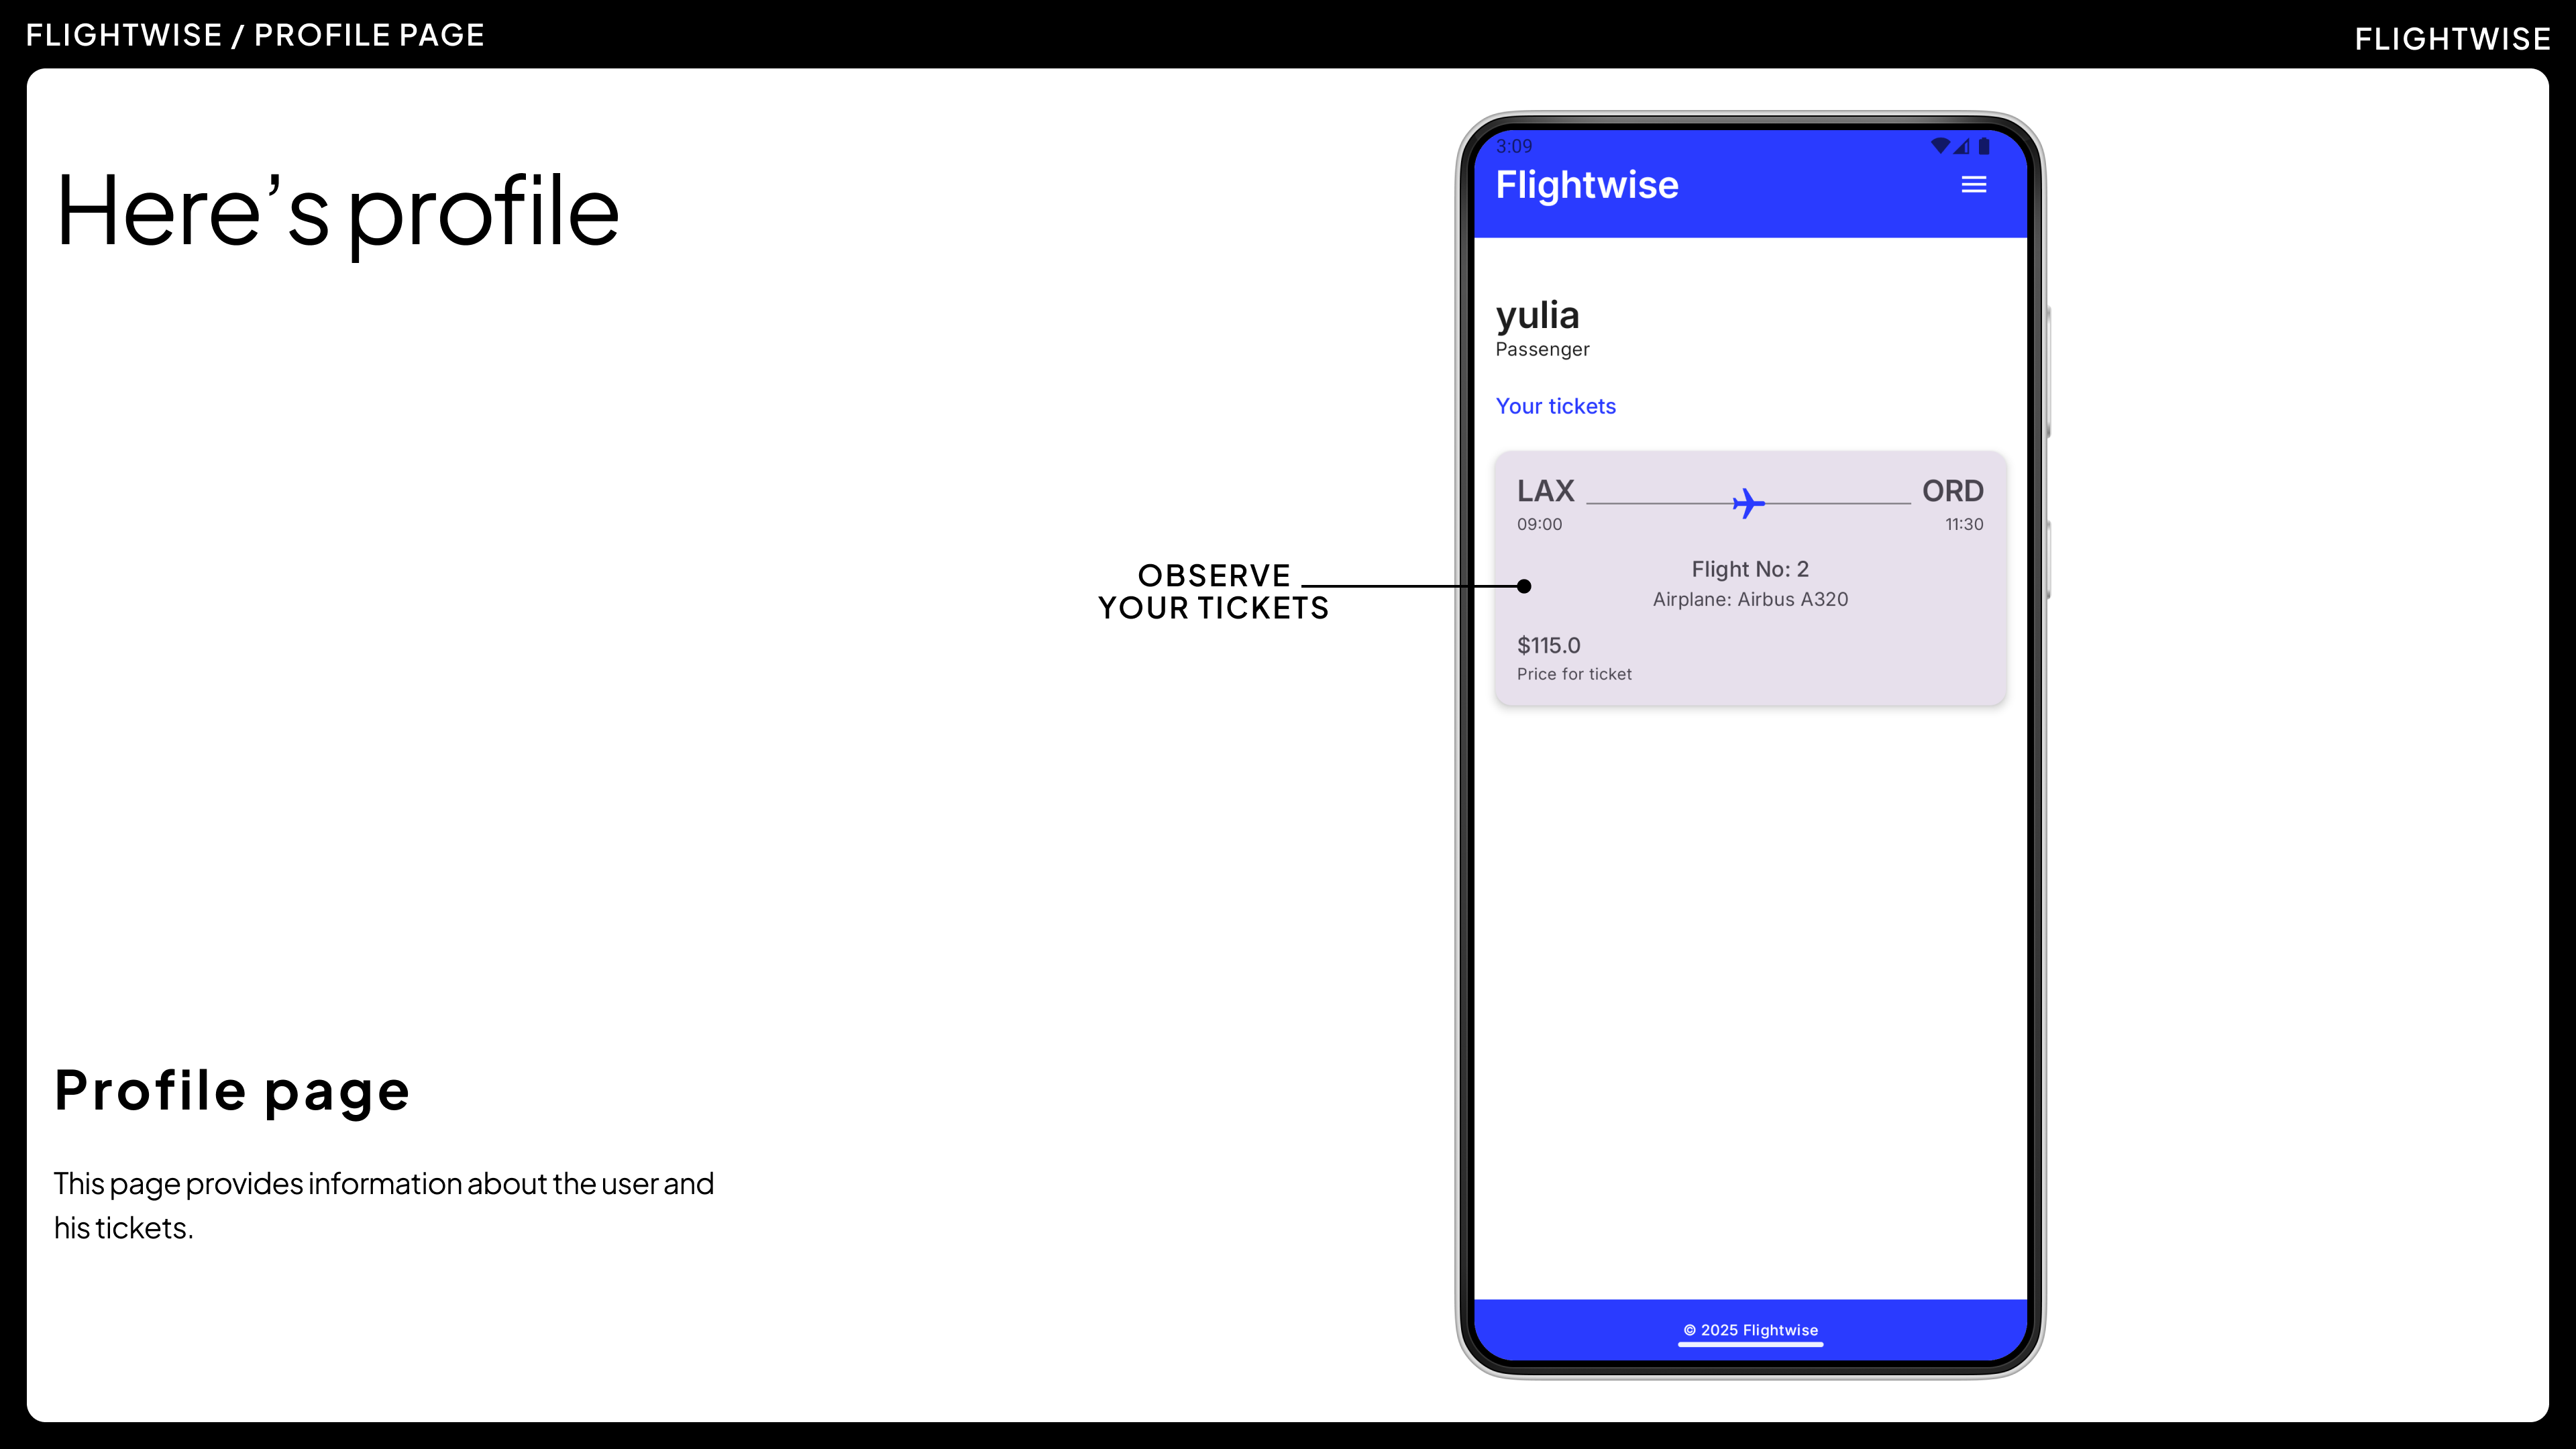 FLIGHTWISE / PROFILE PAGE
FLIGHTWISE
Here’s profile
OBSERVE
YOUR TICKETS
Profile page
This page provides information about the user and
his tickets.
3:09
Flightwise
yulia
Passenger
Your tickets
LAX
ORD
09:00
11:30
Flight No: 2
Airplane: Airbus A320
$115.0
Price for ticket
© 2025 Flightwise